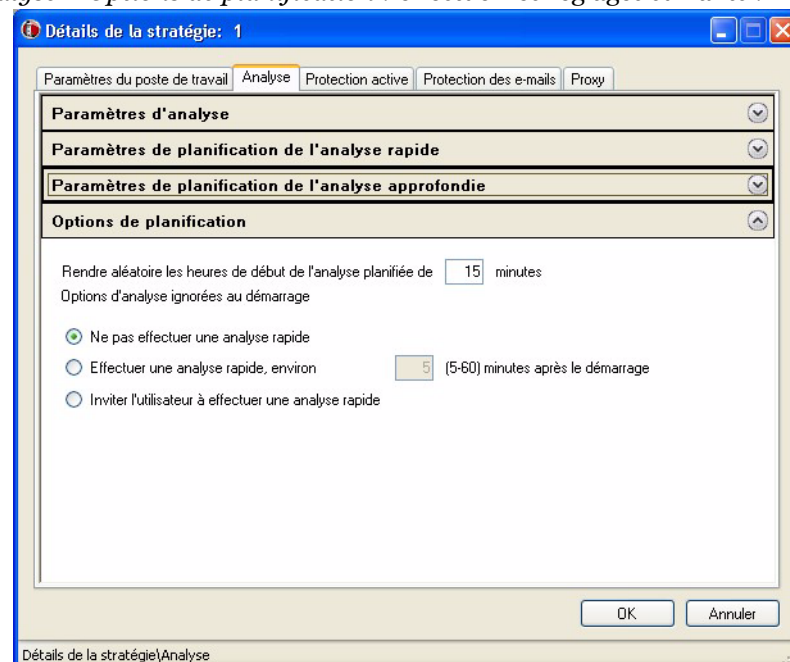 Détails de la stratégie: 1
Paramètres du poste de travail Analyse Protection active Protection des e-mails Proxy
Paramètres d'analyse
Paramètres de planification de l'analyse rapide
Paramètres de planification de l'analyse approfondie
Options de planification
Rendre aléatoire les heures de début de l'analyse planifiée de 15 minutes
Options d'analyse ignorées au démarrage
Ne pas effectuer une analyse rapide
Effectuer une analyse rapide, environ 5 (5-60) minutes après le démarrage
Inviter l'utilisateur à effectuer une analyse rapide
OK Annuler
Détails de la stratégie\Analyse